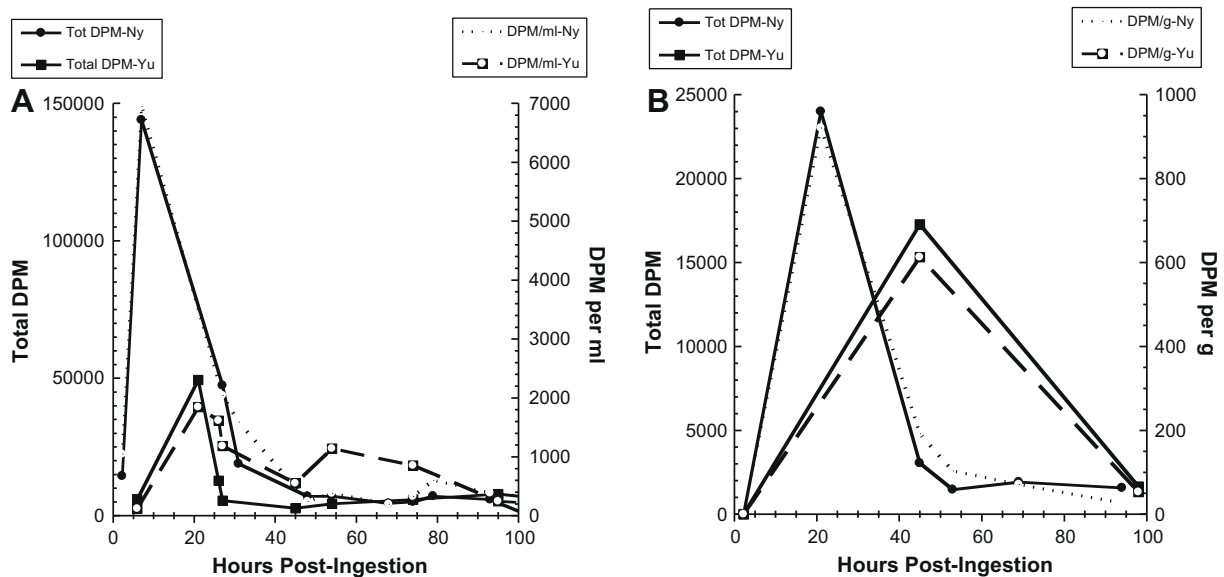 Tot DPM-Ny
Total DPM-Yu
DPM/ml-Ny
DPM/ml-Yu
A
150000
100000
50000
0
Total DPM
7000
6000
5000
4000
3000
2000
1000
0
DPM per ml
0 20 40 60 80 100
Hours Post-Ingestion
Tot DPM-Ny
Tot DPM-Yu
DPM/g-Ny
DPM/g-Yu
B
25000
20000
15000
10000
5000
0
Total DPM
1000
800
600
400
200
0
DPM per g
0 20 40 60 80 100
Hours Post-Ingestion